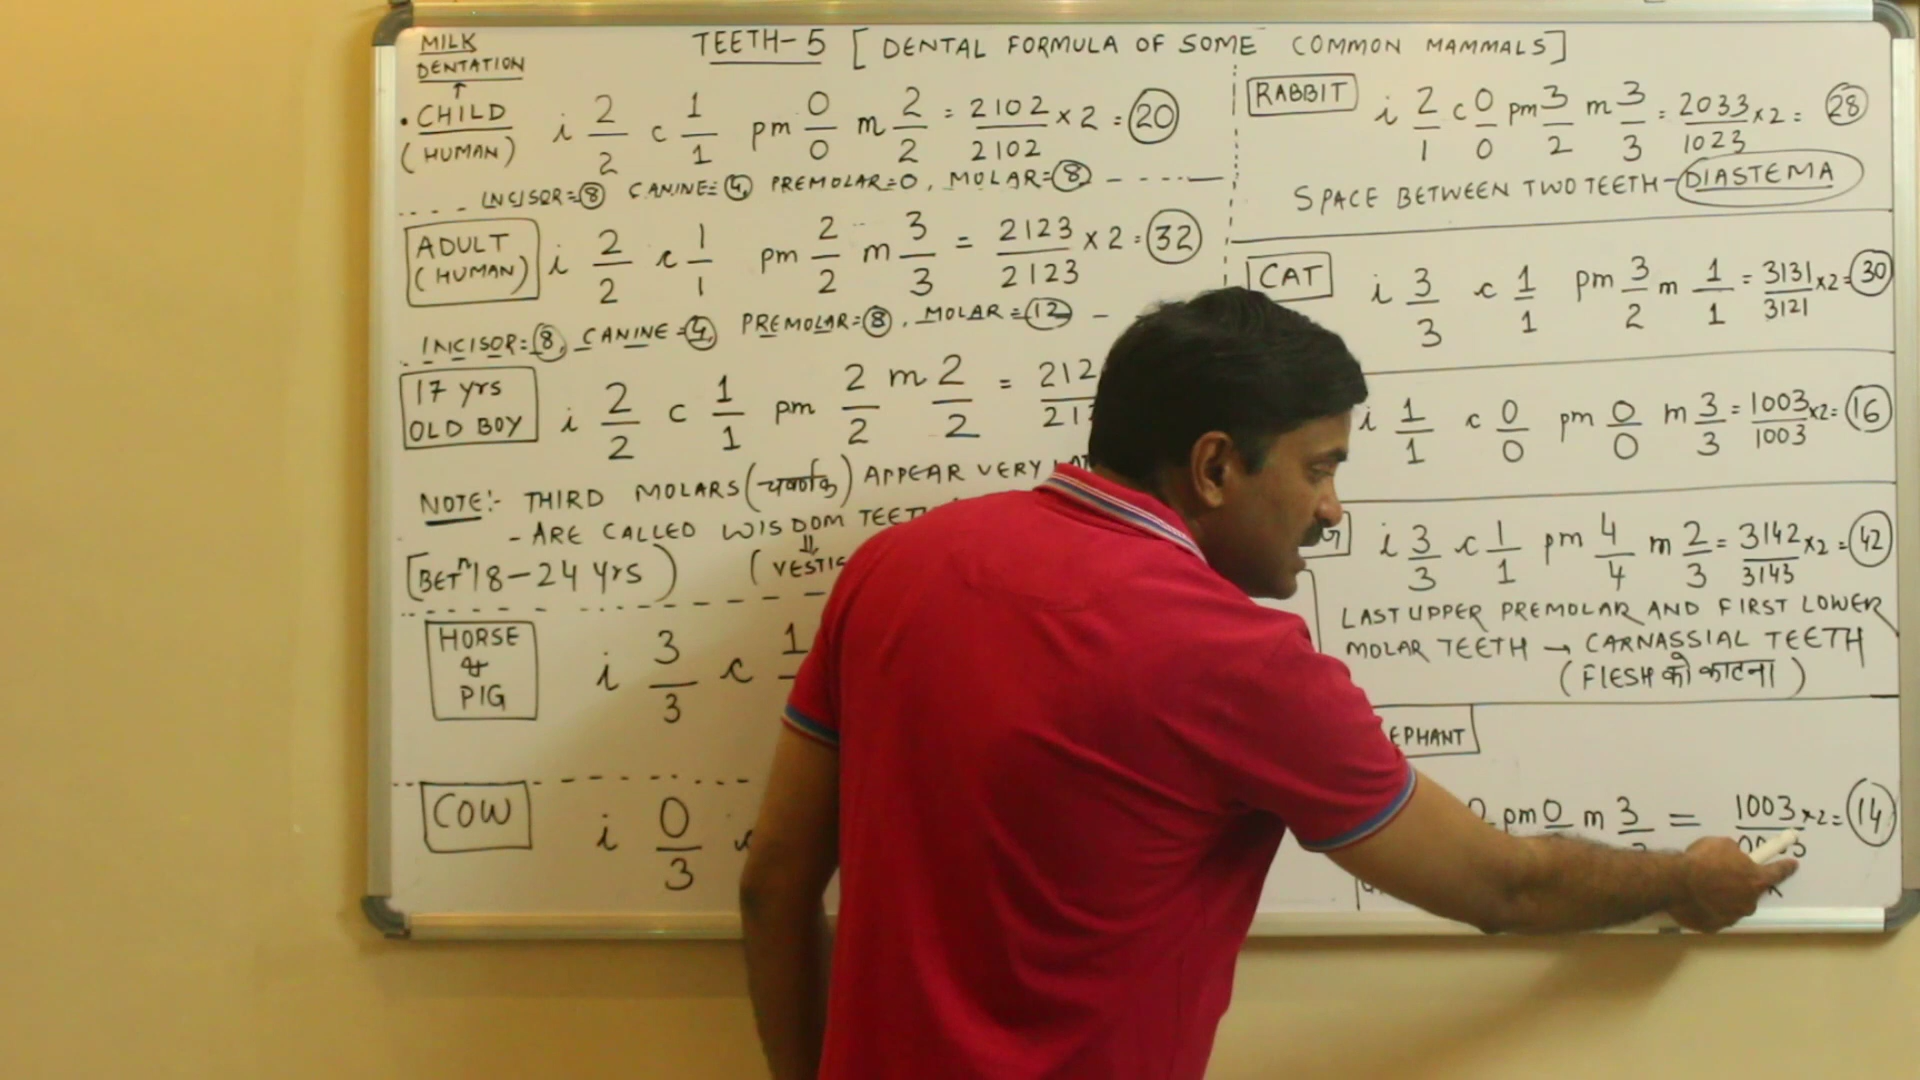 TEETH-5 [DENTAL FORMULA OF SOME COMMON MAMMALS]
MILK
DENTATION
↑
• CHILD
(HUMAN)
i 2/2 c 1/1 pm 0/0 m 2/2 = 2102/2102 × 2 = 20
INCISOR=8 CANINE=4, PREMOLAR=0, MOLAR=8
ADULT
(HUMAN)
i 2/2 c 1/1 pm 2/2 m 3/3 = 2123/2123 × 2 = 32
INCISOR=8, CANINE=4, PREMOLAR=8, MOLAR=12
17 yrs
OLD BOY
i 2/2 c 1/1 pm 2/2 m 2/2 = 212/212
NOTE:- THIRD MOLARS ( ) APPEAR VERY
- ARE CALLED WISDOM TEET
⇓
[BETⁿ 18-24 yrs) (VESTIG
HORSE
&
PIG
i 3/3 c 1
COW
i 0/3
RABBIT
i 2/1 c 0/0 pm 3/2 m 3/3 = 2033/1023 ×2 = 28
SPACE BETWEEN TWO TEETH - DIASTEMA
CAT
i 3/3 c 1/1 pm 3/2 m 1/1 = 3131/3121 ×2 = 30
i 1/1 c 0/0 pm 0/0 m 3/3 = 1003/1003 ×2 = 16
G
i 3/3 c 1/1 pm 4/4 m 2/3 = 3142/3143 ×2 = 42
LAST UPPER PREMOLAR AND FIRST LOWER
MOLAR TEETH → CARNASSIAL TEETH
(FLESH को काटना)
EPHANT
0 pm 0 m 3 = 1003 ×2 = 14